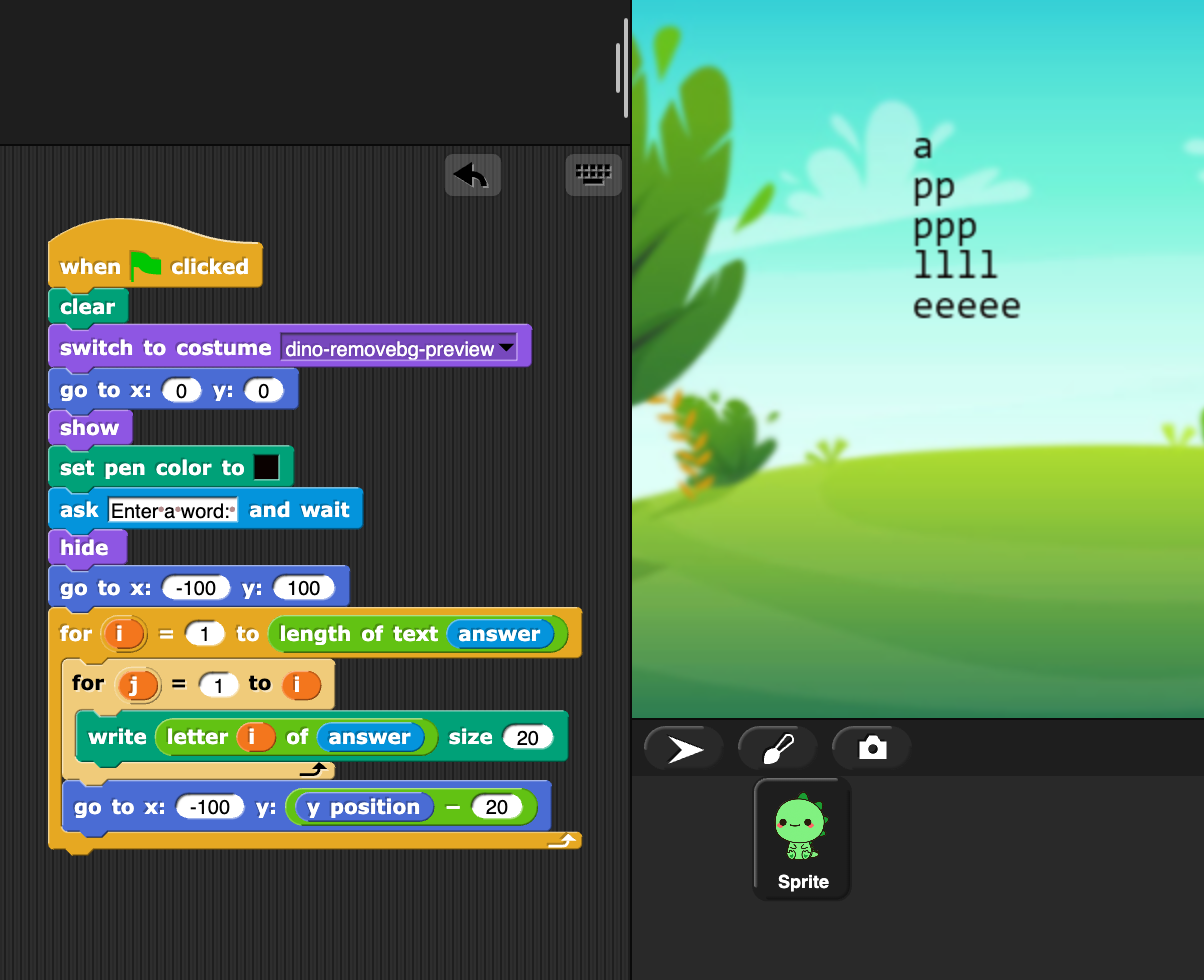 when clicked
clear
switch to costume dino-removebg-preview
go to x: 0 y: 0
show
set pen color to
ask Enter a word: and wait
hide
go to x: -100 y: 100
for i = 1 to length of text answer
for j = 1 to i
write letter i of answer size 20
go to x: -100 y: y position − 20
a
pp
ppp
llll
eeeee
Sprite